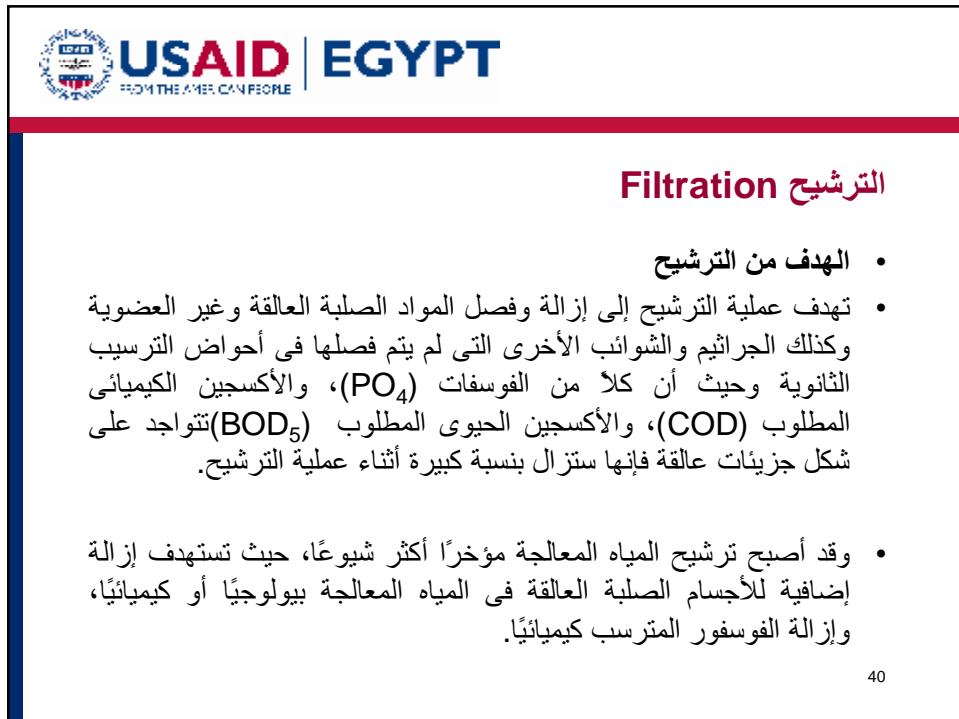 USAID
USAID | EGYPT
FROM THE AMERICAN PEOPLE
الترشيح Filtration
• الهدف من الترشيح
• تهدف عملية الترشيح إلى إزالة وفصل المواد الصلبة العالقة وغير العضوية
وكذلك الجراثيم والشوائب الأخرى التى لم يتم فصلها فى أحواض الترسيب
الثانوية وحيث أن كلاً من الفوسفات (PO₄)، والأكسجين الكيميائى
المطلوب (COD)، والأكسجين الحيوى المطلوب (BOD₅)تتواجد على
شكل جزيئات عالقة فإنها ستزال بنسبة كبيرة أثناء عملية الترشيح.
• وقد أصبح ترشيح المياه المعالجة مؤخرًا أكثر شيوعًا، حيث تستهدف إزالة
إضافية للأجسام الصلبة العالقة فى المياه المعالجة بيولوجيًا أو كيميائيًا،
وإزالة الفوسفور المترسب كيميائيًا.
40